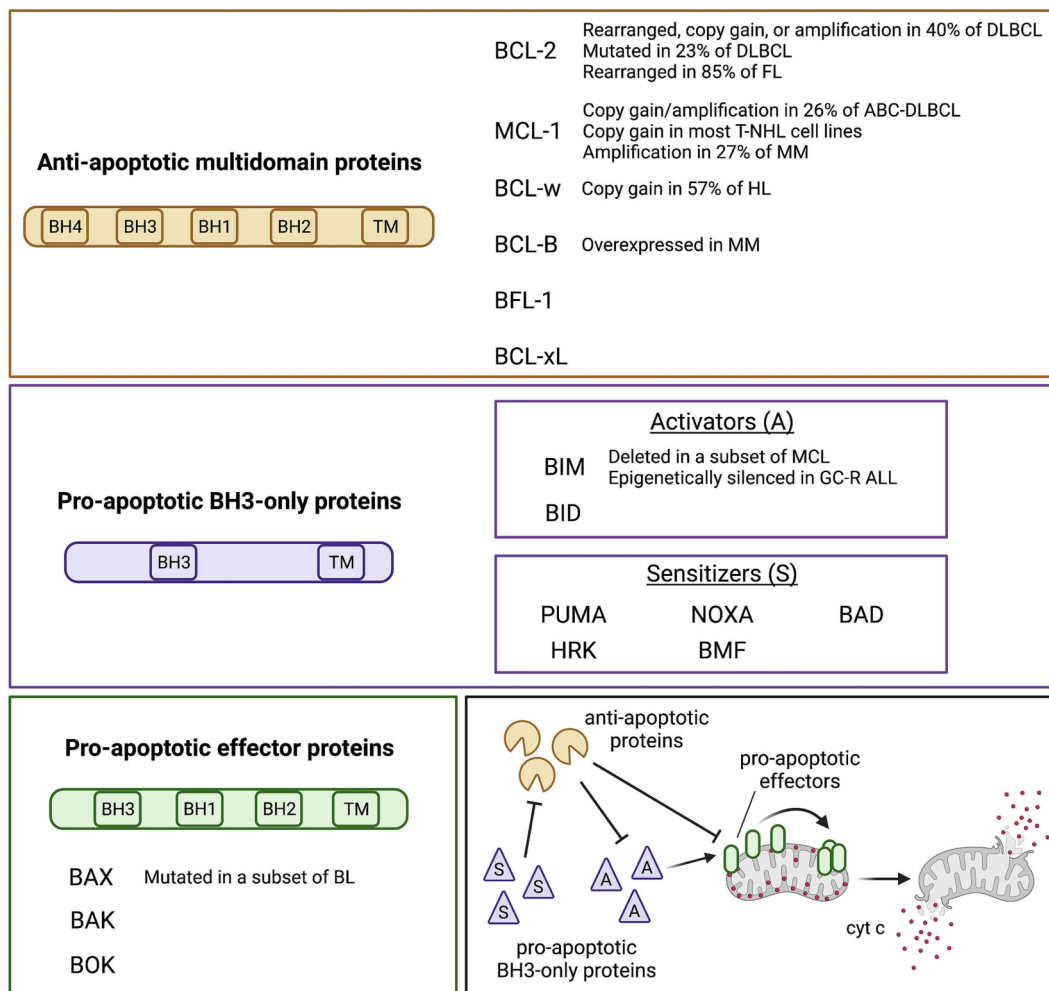 Anti-apoptotic multidomain proteins
BH4 BH3 BH1 BH2 TM
BCL-2
Rearranged, copy gain, or amplification in 40% of DLBCL
Mutated in 23% of DLBCL
Rearranged in 85% of FL
MCL-1
Copy gain/amplification in 26% of ABC-DLBCL
Copy gain in most T-NHL cell lines
Amplification in 27% of MM
BCL-w Copy gain in 57% of HL
BCL-B Overexpressed in MM
BFL-1
BCL-xL
Pro-apoptotic BH3-only proteins
BH3 TM
Activators (A)
BIM
Deleted in a subset of MCL
Epigenetically silenced in GC-R ALL
BID
Sensitizers (S)
PUMA NOXA BAD
HRK BMF
Pro-apoptotic effector proteins
BH3 BH1 BH2 TM
BAX Mutated in a subset of BL
BAK
BOK
anti-apoptotic
proteins
pro-apoptotic
effectors
S S S
A A A
pro-apoptotic
BH3-only proteins
cyt c